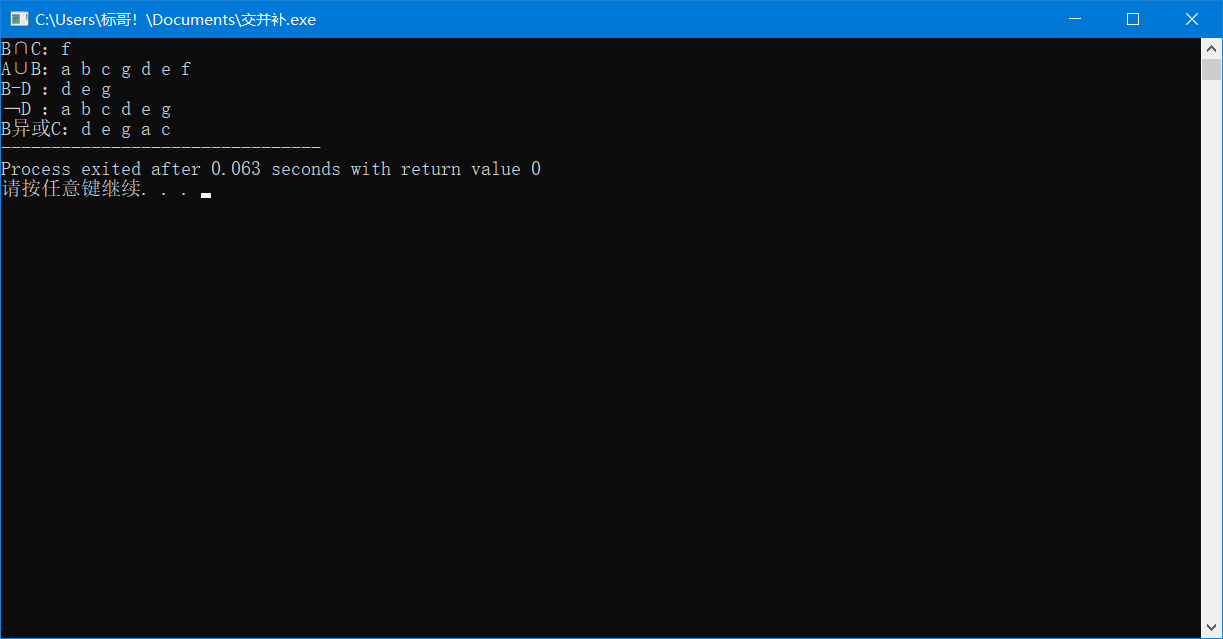 C:\Users\标哥！\Documents\交并补.exe
B∩C：f
A∪B：a b c g d e f
B-D ：d e g
￢D ：a b c d e g
B异或C：d e g a c
--------------------------------
Process exited after 0.063 seconds with return value 0
请按任意键继续. . .